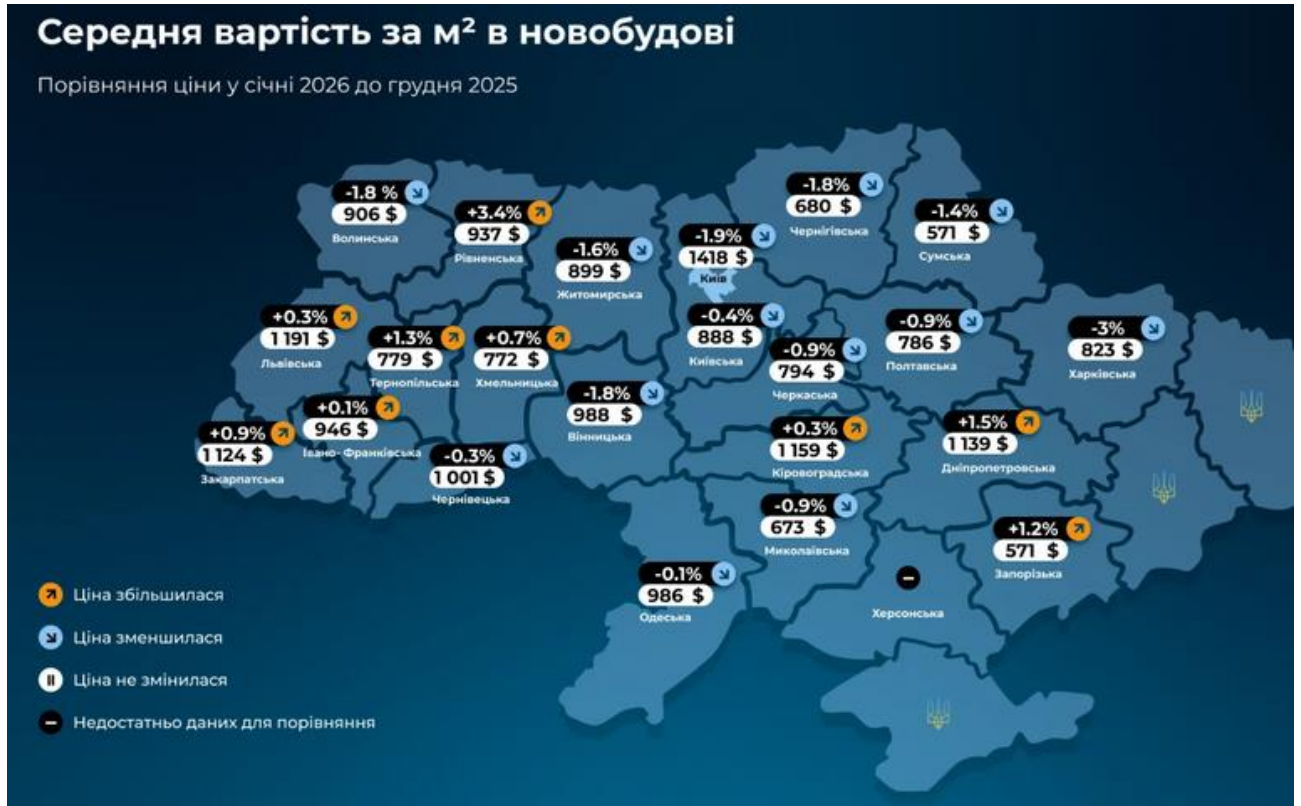 Середня вартість за м² в новобудові
Порівняння ціни у січні 2026 до грудня 2025
-1.8 %
906 $
Волинська
+3.4%
937 $
Рівненська
-1.6%
899 $
Житомирська
-1.9%
1418 $
Київ
-1.8%
680 $
Чернігівська
-1.4%
571 $
Сумська
+0.3%
1 191 $
Львівська
+1.3%
779 $
Тернопільська
+0.7%
772 $
Хмельницька
-0.4%
888 $
Київська
-0.9%
794 $
Черкаська
-0.9%
786 $
Полтавська
-3%
823 $
Харківська
+0.9%
1 124 $
Закарпатська
+0.1%
946 $
Івано- Франківська
-0.3%
1 001 $
Чернівецька
-1.8%
988 $
Вінницька
+0.3%
1 159 $
Кіровоградська
+1.5%
1 139 $
Дніпропетровська
-0.9%
673 $
Миколаївська
+1.2%
571 $
Запорізька
-0.1%
986 $
Одеська
Херсонська
Ціна збільшилася
Ціна зменшилася
Ціна не змінилася
Недостатньо даних для порівняння